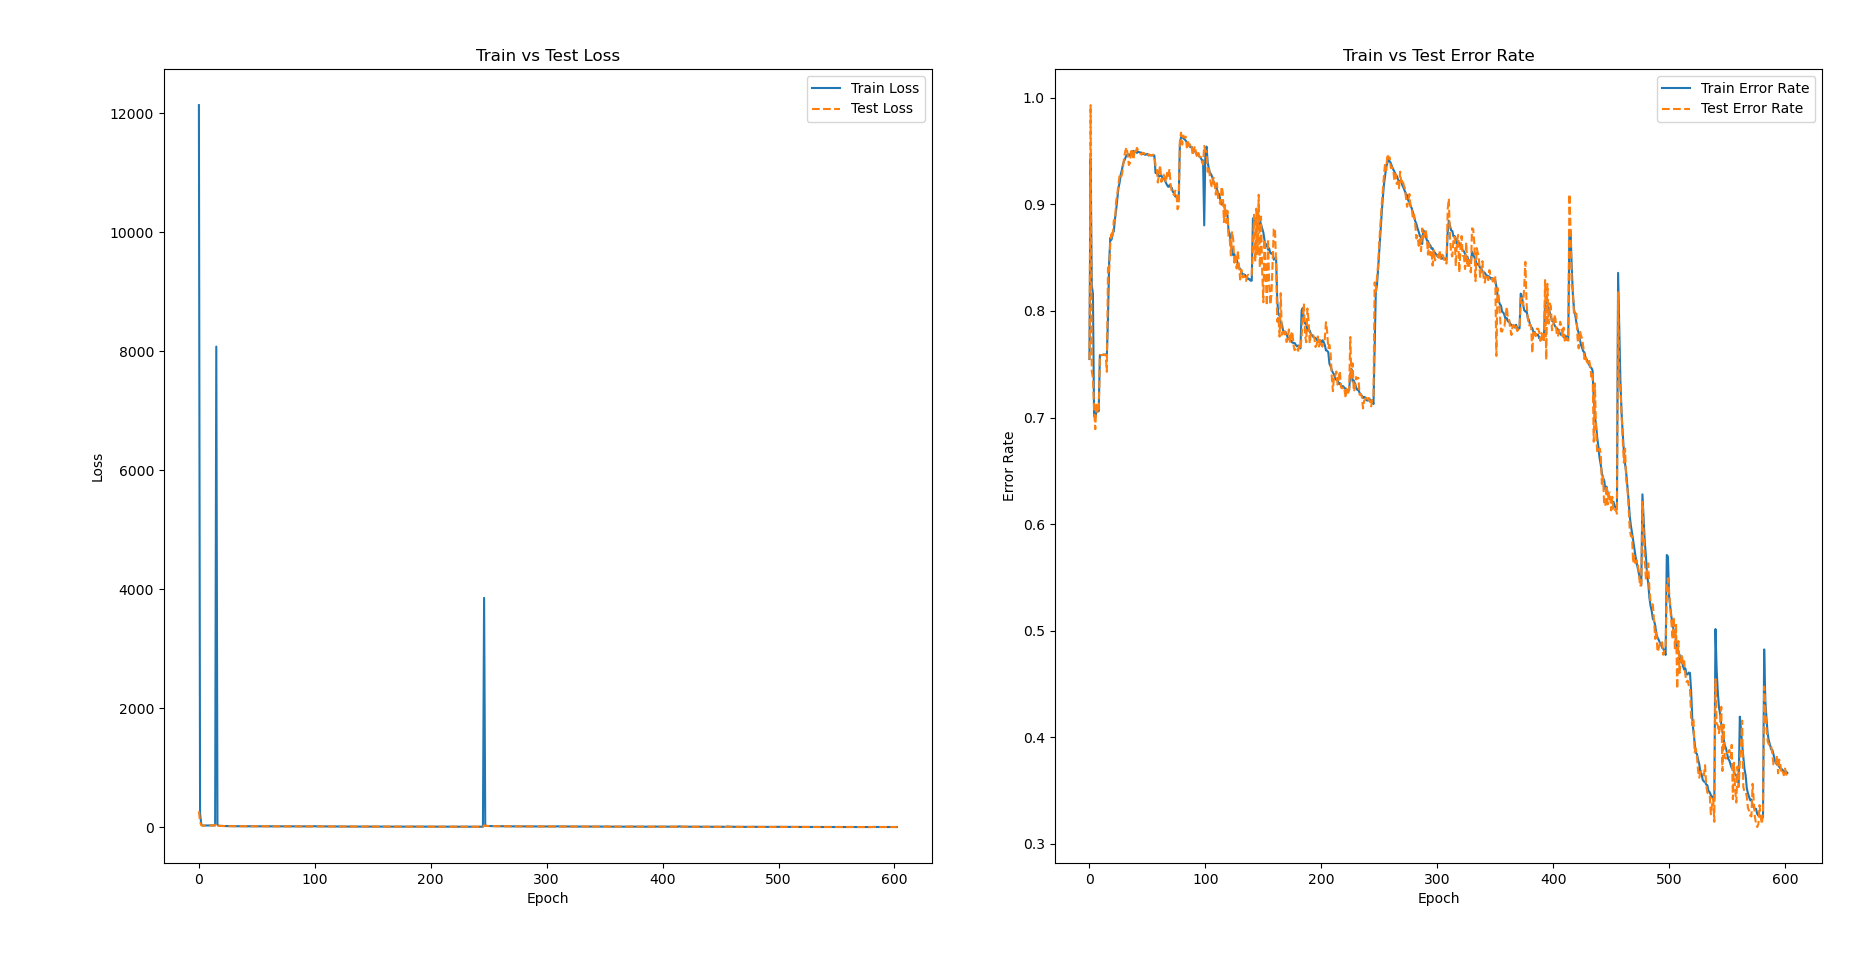 Train vs Test Loss
Train Loss
Test Loss
12000
10000
8000
6000
4000
2000
0
Loss
0 100 200 300 400 500 600
Epoch
Train vs Test Error Rate
Train Error Rate
Test Error Rate
1.0
0.9
0.8
0.7
0.6
0.5
0.4
0.3
Error Rate
0 100 200 300 400 500 600
Epoch